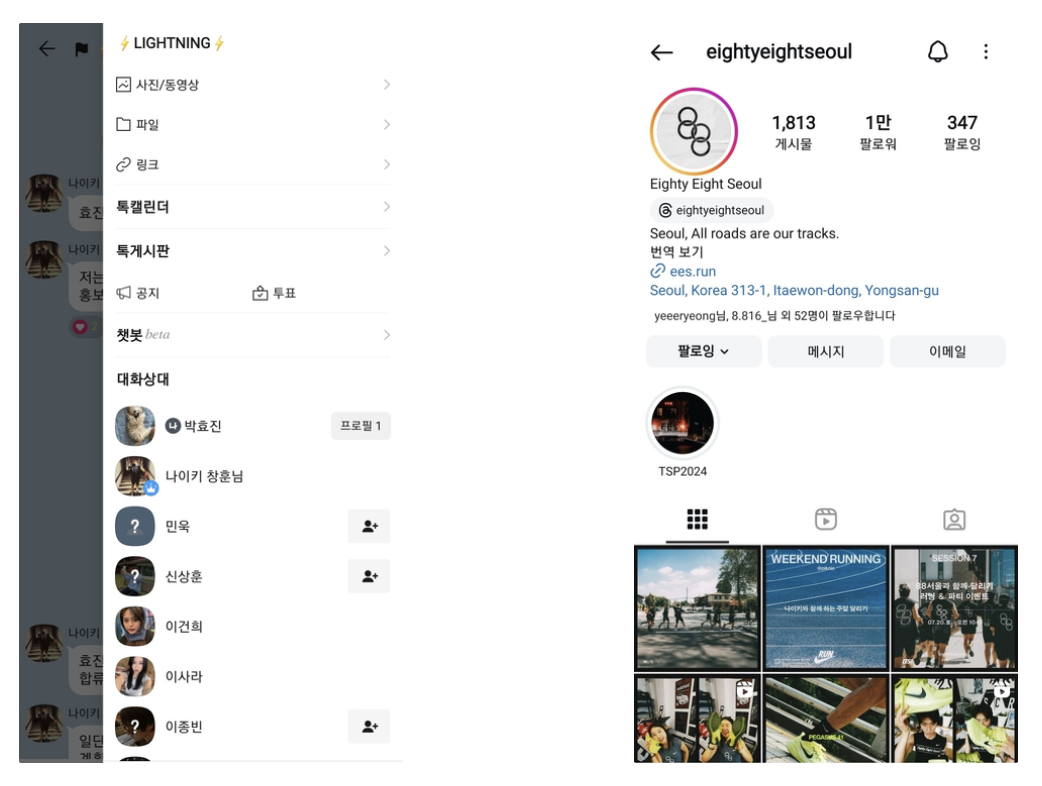 ⚡ LIGHTNING ⚡
사진/동영상
파일
링크
톡캘린더
톡게시판
공지
투표
챗봇 beta
대화상대
나 박효진
프로필 1
나이키 창훈님
? 민욱
? 신상훈
이건희
이사라
? 이종빈
나이키
효진
나이키
저는
홍보
2
나이키
효진
합류
나이키
일단
계획
eightyeightseoul
1,813
게시물
1만
팔로워
347
팔로잉
Eighty Eight Seoul
eightyeightseoul
Seoul, All roads are our tracks.
번역 보기
ees.run
Seoul, Korea 313-1, Itaewon-dong, Yongsan-gu
yeeeryeong님, 8.816_님 외 52명이 팔로우합니다
팔로잉
메시지
이메일
TSP2024
WEEKEND RUNNING
나이키와 함께 하는 주말 달리기
RUN
SESSION 7
88서울과 함께 달리기
러닝 & 파티 이벤트
PEGASUS 41